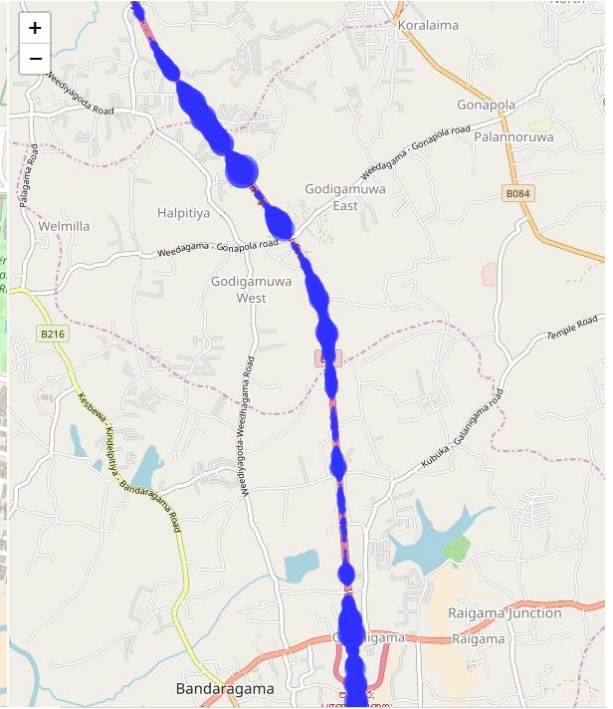 +
−
Koralaima
Weediyagoda Road
Gonapola
Palannoruwa
Palagama Road
Weedagama - Gonapola road
Godigamuwa
East
B084
Halpitiya
Welmilla
Weedagama - Gonapola road
Godigamuwa
West
B216
Temple Road
Kesbewa - Kindelpitiya - Bandaragama Road
Weediyagoda-Weedhagama Road
Kubuka - Galanigama road
Raigama Junction
Raigama
Bandaragama